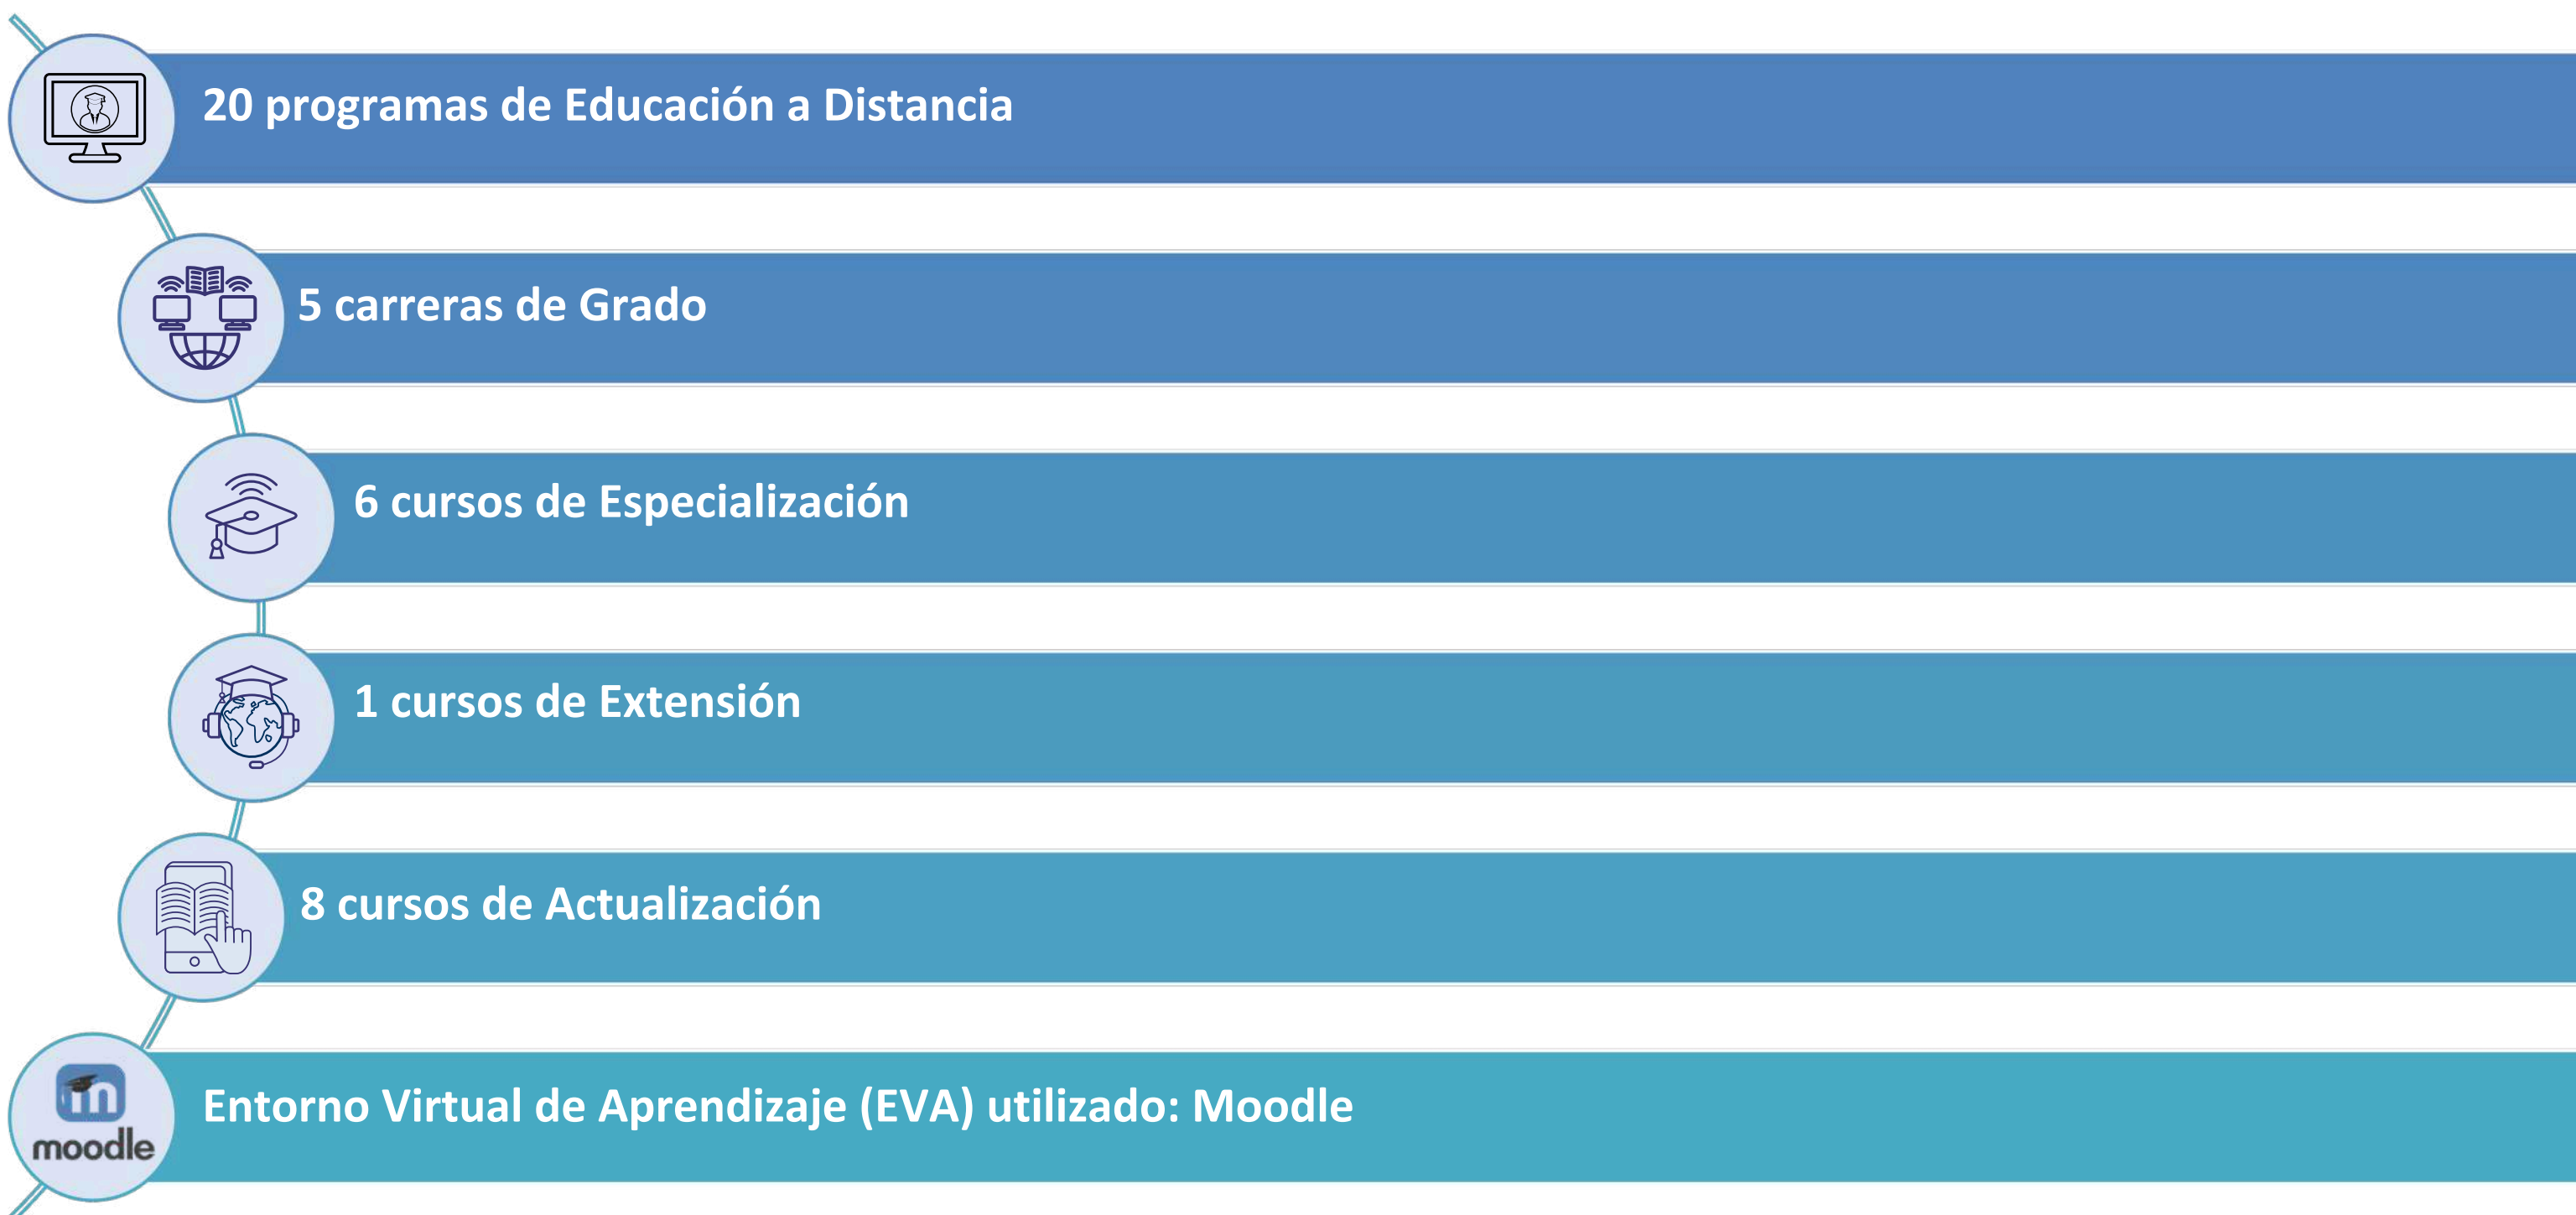 20 programas de Educación a Distancia
5 carreras de Grado
6 cursos de Especialización
1 cursos de Extensión
8 cursos de Actualización
Entorno Virtual de Aprendizaje (EVA) utilizado: Moodle
moodle